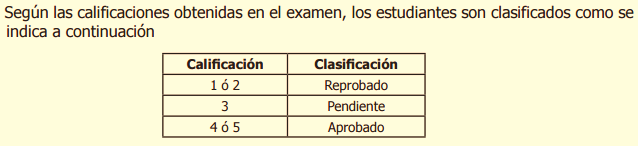 Según las calificaciones obtenidas en el examen, los estudiantes son clasificados como se
indica a continuación
Calificación Clasificación
1 ó 2 Reprobado
3 Pendiente
4 ó 5 Aprobado